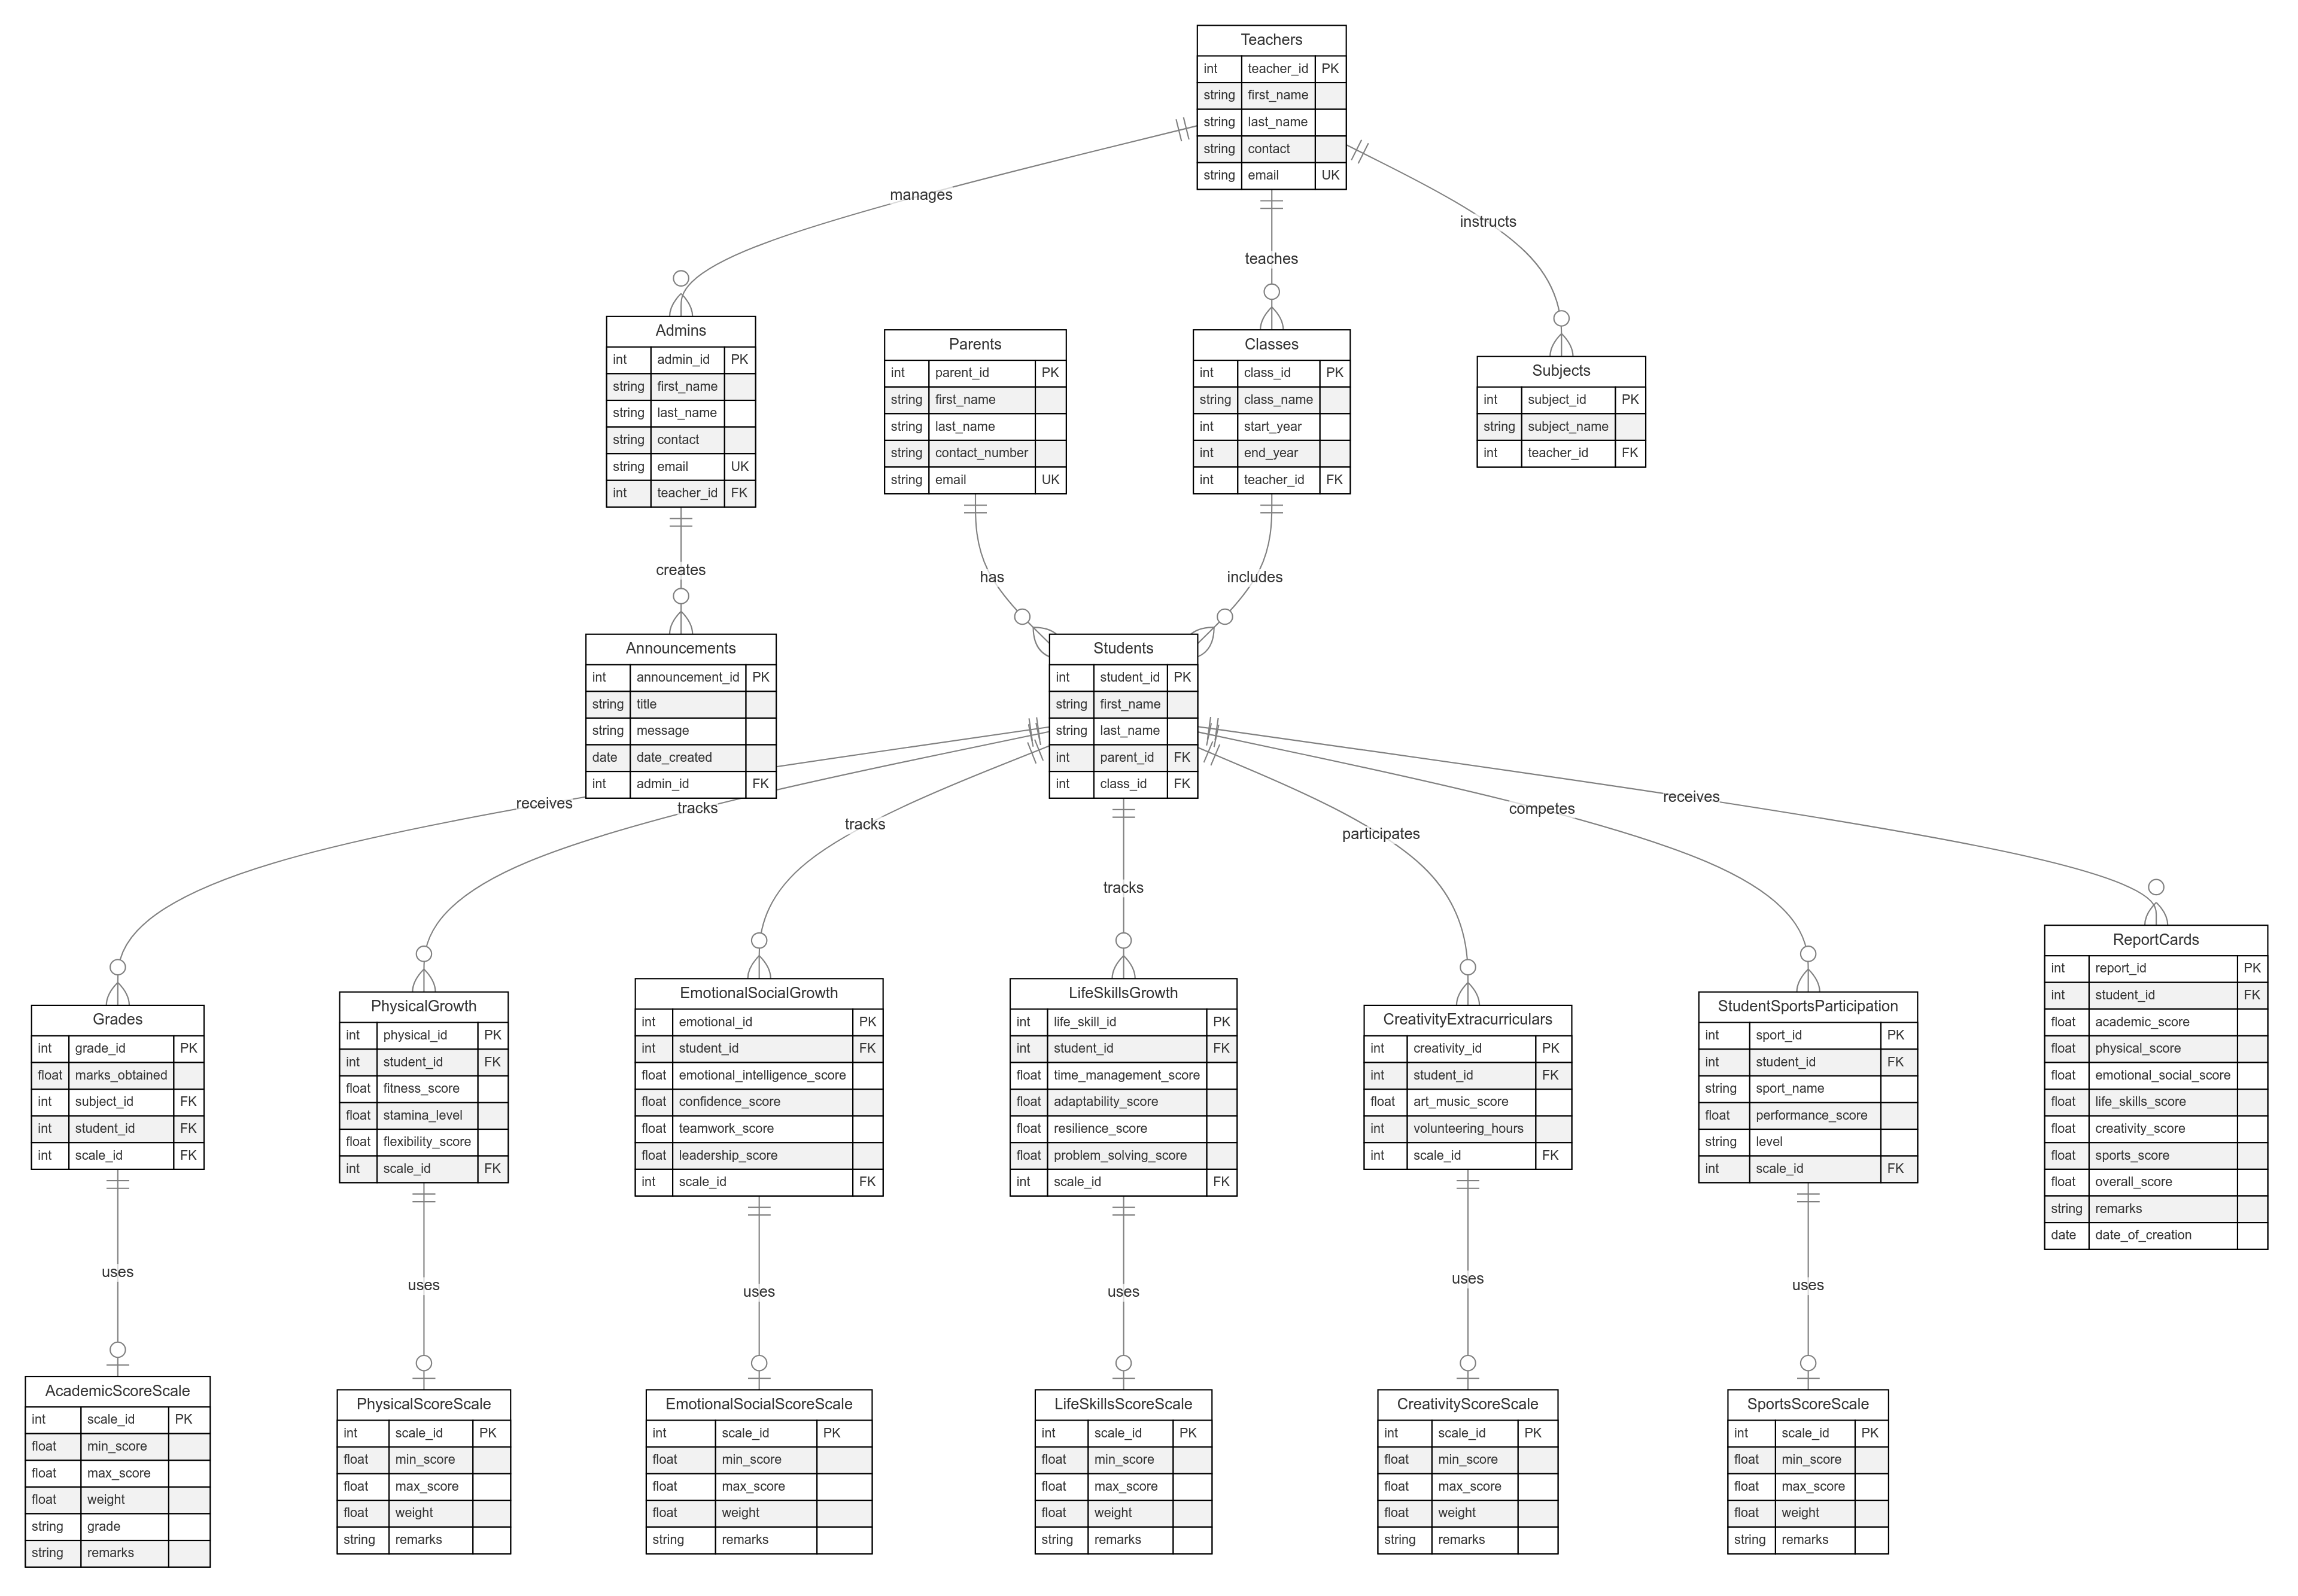 Teachers
int teacher_id PK
string first_name
string last_name
string contact
string email UK
manages
teaches
instructs
Admins
int admin_id PK
string first_name
string last_name
string contact
string email UK
int teacher_id FK
Parents
int parent_id PK
string first_name
string last_name
string contact_number
string email UK
Classes
int class_id PK
string class_name
int start_year
int end_year
int teacher_id FK
Subjects
int subject_id PK
string subject_name
int teacher_id FK
creates
has
includes
Announcements
int announcement_id PK
string title
string message
date date_created
int admin_id FK
Students
int student_id PK
string first_name
string last_name
int parent_id FK
int class_id FK
receives
tracks
tracks
tracks
participates
competes
receives
Grades
int grade_id PK
float marks_obtained
int subject_id FK
int student_id FK
int scale_id FK
PhysicalGrowth
int physical_id PK
int student_id FK
float fitness_score
float stamina_level
float flexibility_score
int scale_id FK
EmotionalSocialGrowth
int emotional_id PK
int student_id FK
float emotional_intelligence_score
float confidence_score
float teamwork_score
float leadership_score
int scale_id FK
LifeSkillsGrowth
int life_skill_id PK
int student_id FK
float time_management_score
float adaptability_score
float resilience_score
float problem_solving_score
int scale_id FK
CreativityExtracurriculars
int creativity_id PK
int student_id FK
float art_music_score
int volunteering_hours
int scale_id FK
StudentSportsParticipation
int sport_id PK
int student_id FK
string sport_name
float performance_score
string level
int scale_id FK
ReportCards
int report_id PK
int student_id FK
float academic_score
float physical_score
float emotional_social_score
float life_skills_score
float creativity_score
float sports_score
float overall_score
string remarks
date date_of_creation
uses
uses
uses
uses
uses
uses
AcademicScoreScale
int scale_id PK
float min_score
float max_score
float weight
string grade
string remarks
PhysicalScoreScale
int scale_id PK
float min_score
float max_score
float weight
string remarks
EmotionalSocialScoreScale
int scale_id PK
float min_score
float max_score
float weight
string remarks
LifeSkillsScoreScale
int scale_id PK
float min_score
float max_score
float weight
string remarks
CreativityScoreScale
int scale_id PK
float min_score
float max_score
float weight
string remarks
SportsScoreScale
int scale_id PK
float min_score
float max_score
float weight
string remarks